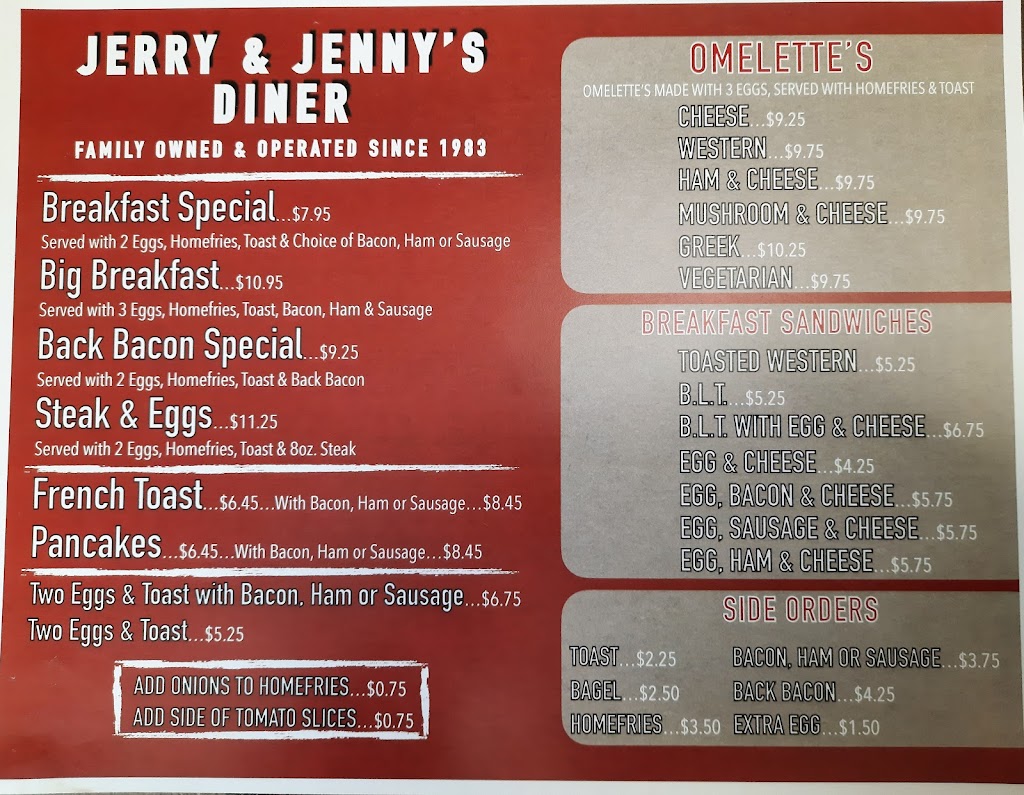 JERRY & JENNY'S
DINER
FAMILY OWNED & OPERATED SINCE 1983
Breakfast Special...$7.95
Served with 2 Eggs, Homefries, Toast & Choice of Bacon, Ham or Sausage
Big Breakfast...$10.95
Served with 3 Eggs, Homefries, Toast, Bacon, Ham & Sausage
Back Bacon Special...$9.25
Served with 2 Eggs, Homefries, Toast & Back Bacon
Steak & Eggs...$11.25
Served with 2 Eggs, Homefries, Toast & 8oz. Steak
French Toast...$6.45...With Bacon, Ham or Sausage...$8.45
Pancakes...$6.45...With Bacon, Ham or Sausage...$8.45
Two Eggs & Toast with Bacon, Ham or Sausage...$6.75
Two Eggs & Toast...$5.25
ADD ONIONS TO HOMEFRIES...$0.75
ADD SIDE OF TOMATO SLICES...$0.75
OMELETTE'S
OMELETTE'S MADE WITH 3 EGGS, SERVED WITH HOMEFRIES & TOAST
CHEESE...$9.25
WESTERN...$9.75
HAM & CHEESE...$9.75
MUSHROOM & CHEESE...$9.75
GREEK...$10.25
VEGETARIAN...$9.75
BREAKFAST SANDWICHES
TOASTED WESTERN...$5.25
B.L.T....$5.25
B.L.T. WITH EGG & CHEESE...$6.75
EGG & CHEESE...$4.25
EGG, BACON & CHEESE...$5.75
EGG, SAUSAGE & CHEESE...$5.75
EGG, HAM & CHEESE...$5.75
SIDE ORDERS
TOAST...$2.25 BACON, HAM OR SAUSAGE...$3.75
BAGEL...$2.50 BACK BACON...$4.25
HOMEFRIES...$3.50 EXTRA EGG...$1.50